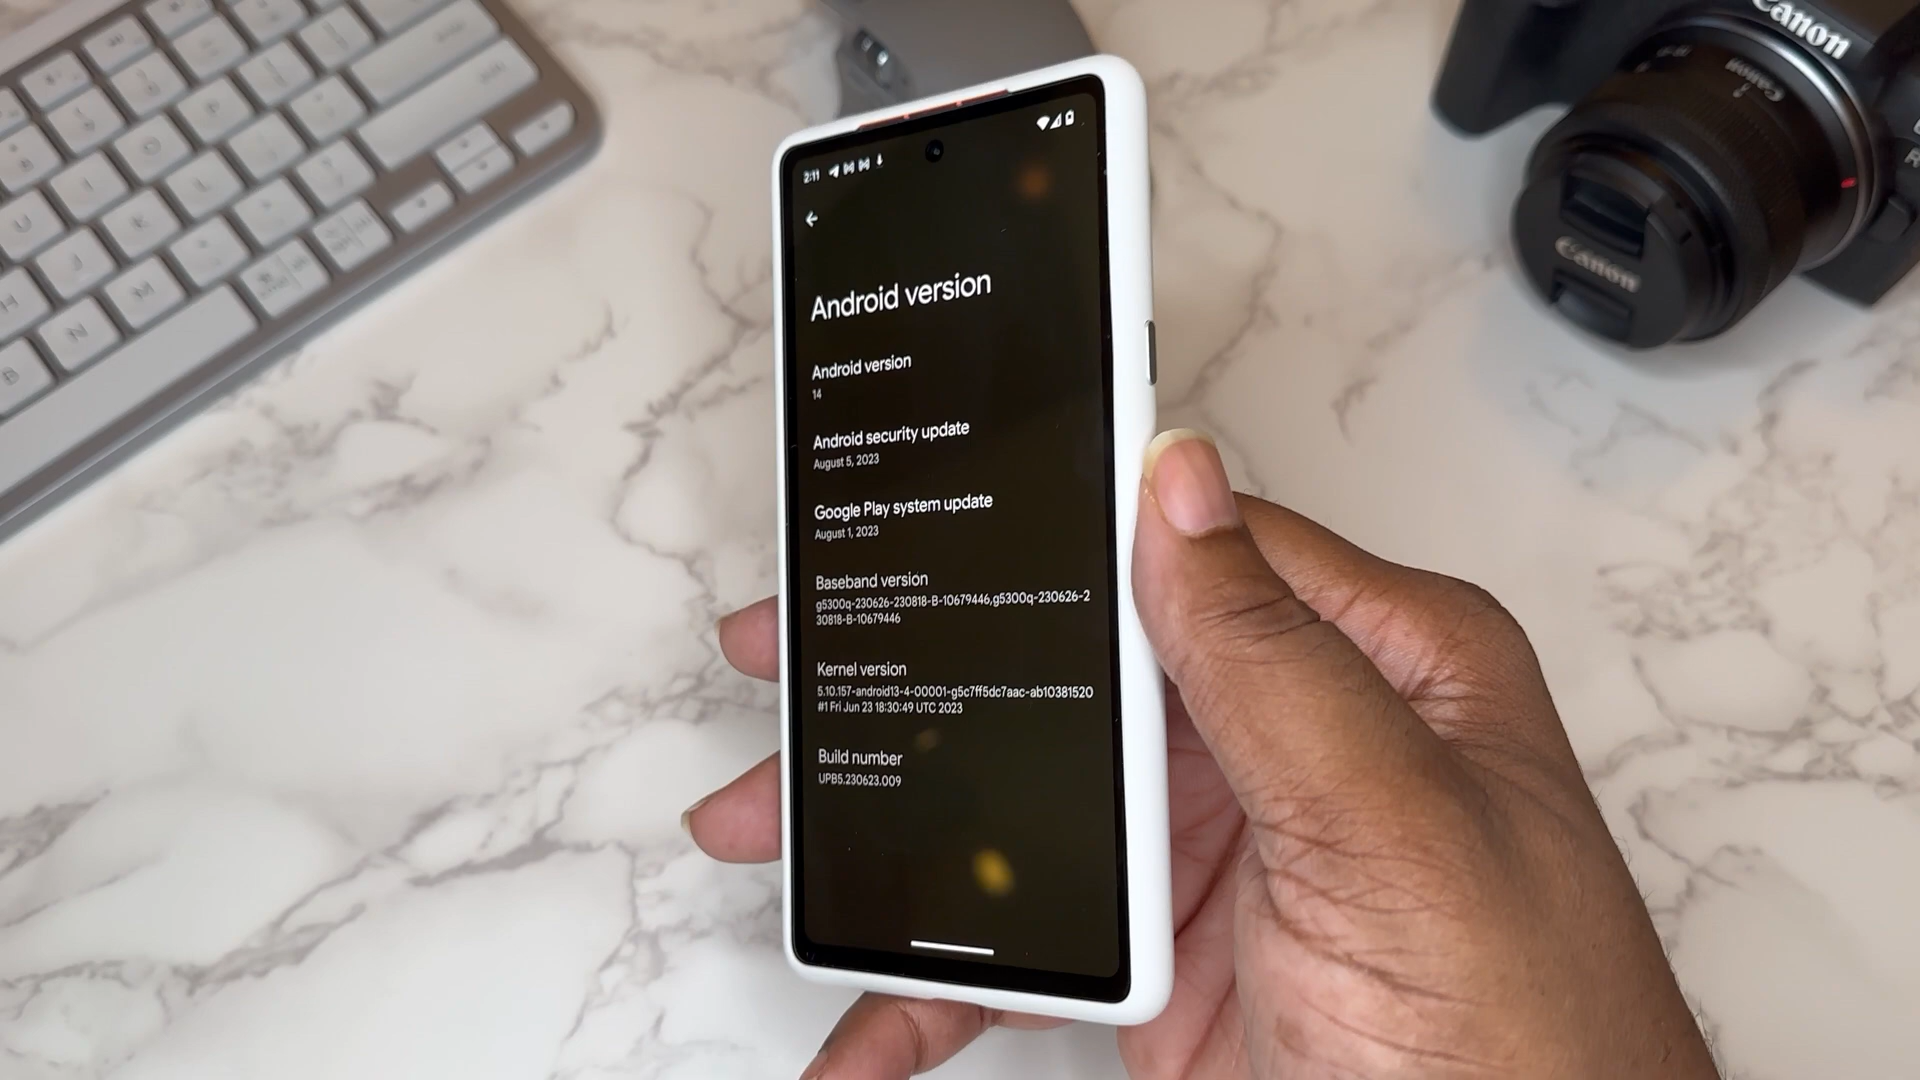 Canon
Canon
Canon
2:11
Android version
Android version
14
Android security update
August 5, 2023
Google Play system update
August 1, 2023
Baseband version
g5300q-230626-230818-B-10679446,g5300q-230626-2
30818-B-10679446
Kernel version
5.10.157-android13-4-00001-g5c7ff5dc7aac-ab10381520
#1 Fri Jun 23 18:30:49 UTC 2023
Build number
UPB5.230623.009
U
I
O
P
H
J
K
L
B
N
M